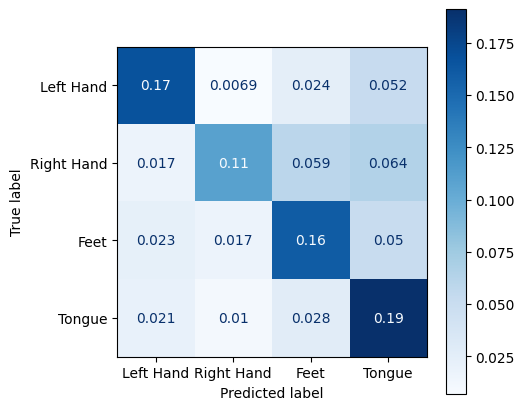 Left Hand 0.17 0.0069 0.024 0.052
Right Hand 0.017 0.11 0.059 0.064
Feet 0.023 0.017 0.16 0.05
Tongue 0.021 0.01 0.028 0.19
Left Hand Right Hand Feet Tongue
Predicted label
True label
0.175
0.150
0.125
0.100
0.075
0.050
0.025